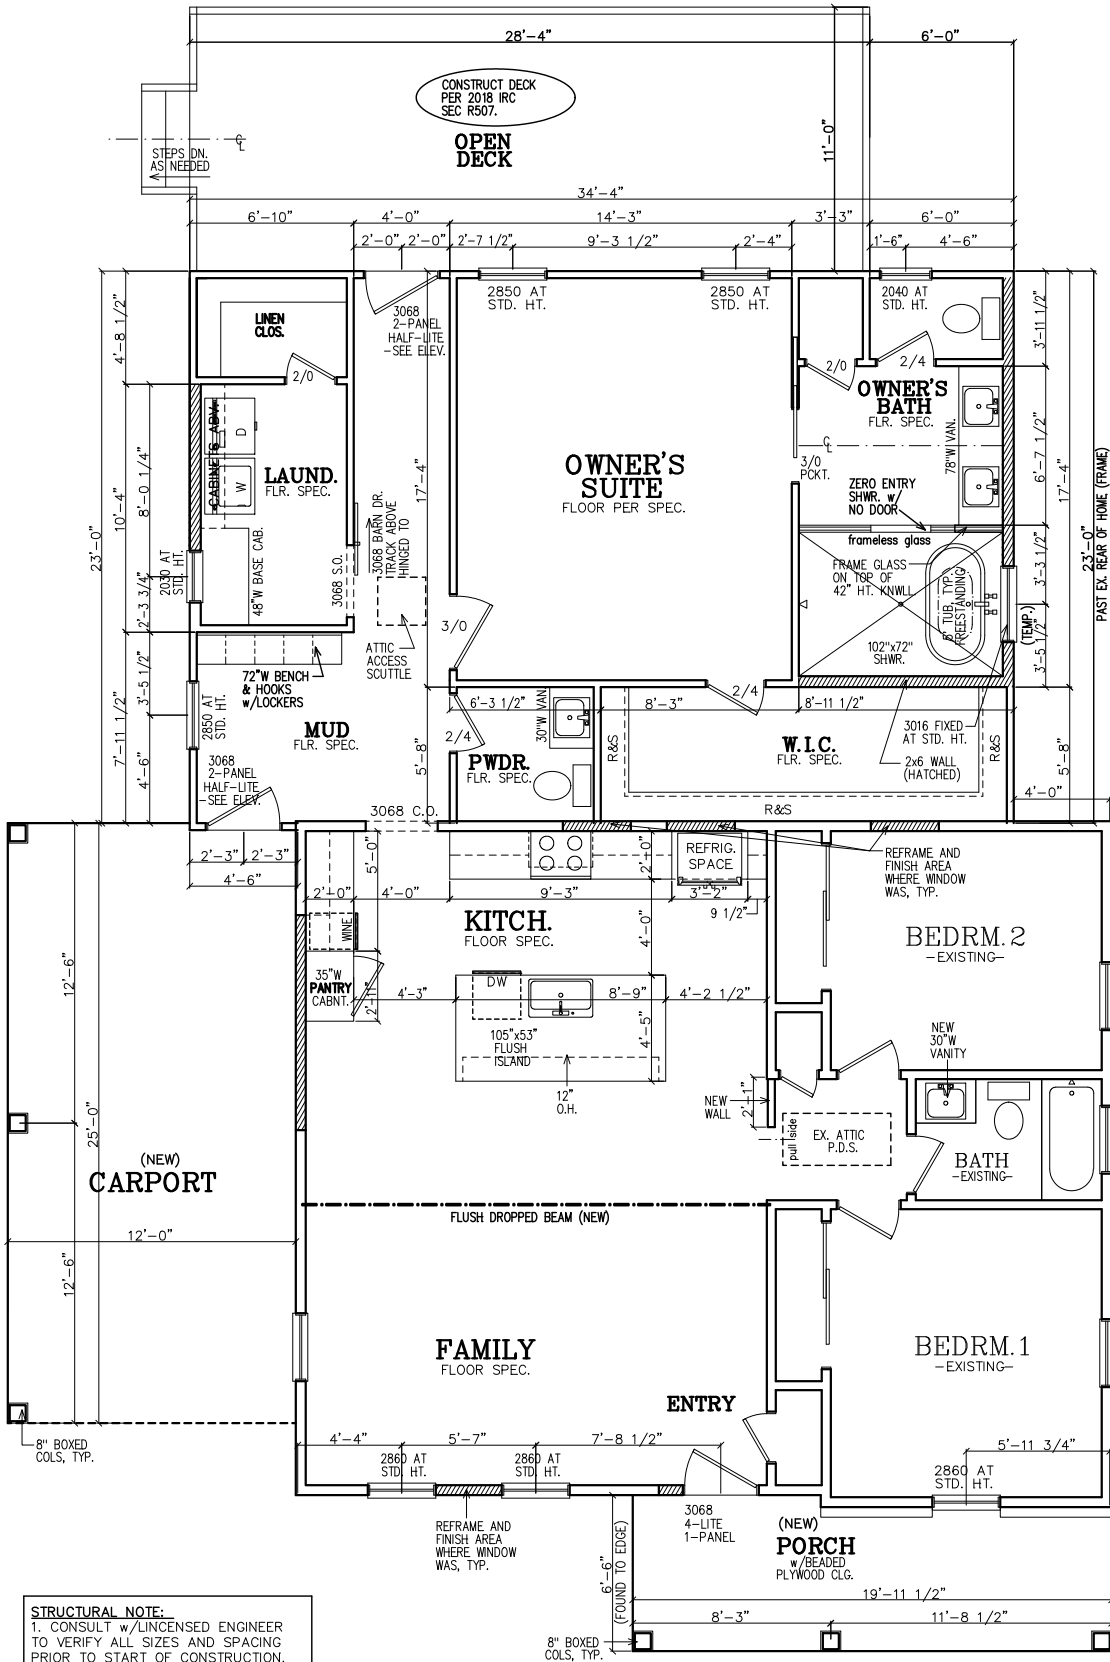 28'-4"
6'-0"
CONSTRUCT DECK
PER 2018 IRC
SEC R507.
OPEN
DECK
11'-0"
STEPS DN.
AS NEEDED
℄
34'-4"
6'-10"
4'-0"
14'-3"
3'-3"
6'-0"
2'-0"
2'-0"
2'-7 1/2"
9'-3 1/2"
2'-4"
1'-6"
4'-6"
2850 AT
STD. HT.
2850 AT
STD. HT.
2040 AT
STD. HT.
LINEN
CLOS.
3068
2-PANEL
HALF-LITE
-SEE ELEV.
4'-8 1/2"
3'-11 1/2"
2/0
2/0
2/4
OWNER'S
BATH
FLR. SPEC.
CABINETS ABV.
D
W
LAUND.
FLR. SPEC.
OWNER'S
SUITE
FLOOR PER SPEC.
℄
3/0
PCKT.
78"W VAN.
6'-7 1/2"
17'-4"
17'-4"
23'-0"
10'-4"
8'-0 1/4"
ZERO ENTRY
SHWR. w/
NO DOOR
frameless glass
23'-0"
PAST EX. REAR OF HOME (FRAME)
2030 AT
STD. HT.
48"W BASE CAB.
3068 S.O.
3068 BARN DR.
TRACK ABOVE
HINGED TO
FRAME GLASS
ON TOP OF
42" HT. KNWLL
6' TUB, TYP.
FREESTANDING
3'-3 1/2"
(TEMP.)
2'-3 3/4"
3/0
ATTIC
ACCESS
SCUTTLE
102"x72"
SHWR.
3'-5 1/2"
72"W BENCH
& HOOKS
w/LOCKERS
3'-5 1/2"
7'-11 1/2"
2850 AT
STD. HT.
MUD
FLR. SPEC.
6'-3 1/2"
2/4
8'-3"
8'-11 1/2"
30"W VAN.
2/4
PWDR.
FLR. SPEC.
R&S
W.I.C.
FLR. SPEC.
R&S
3016 FIXED
AT STD. HT.
2x6 WALL
(HATCHED)
5'-8"
5'-8"
4'-6"
3068
2-PANEL
HALF-LITE
-SEE ELEV.
R&S
4'-0"
3068 C.O.
2'-3"
2'-3"
4'-6"
5'-0"
REFRIG.
SPACE
2'-0"
REFRAME AND
FINISH AREA
WHERE WINDOW
WAS, TYP.
2'-0"
4'-0"
9'-3"
3'-2"
9 1/2"
KITCH.
FLOOR SPEC.
WINE
4'-0"
BEDRM.2
-EXISTING-
12'-6"
35"W
PANTRY
CABNT.
2'-11"
4'-3"
DW
8'-9"
4'-2 1/2"
105"x53"
FLUSH
ISLAND
4'-5"
12"
O.H.
NEW
30"W
VANITY
NEW
WALL
2'-1"
25'-0"
pull side
EX. ATTIC
P.D.S.
BATH
-EXISTING-
(NEW)
CARPORT
FLUSH DROPPED BEAM (NEW)
12'-0"
12'-6"
FAMILY
FLOOR SPEC.
BEDRM.1
-EXISTING-
ENTRY
8" BOXED
COLS, TYP.
4'-4"
5'-7"
7'-8 1/2"
5'-11 3/4"
2860 AT
STD. HT.
2860 AT
STD. HT.
2860 AT
STD. HT.
REFRAME AND
FINISH AREA
WHERE WINDOW
WAS, TYP.
3068
4-LITE
1-PANEL
(NEW)
PORCH
w/BEADED
PLYWOOD CLG.
6'-6"
(FOUND TO EDGE)
19'-11 1/2"
8'-3"
11'-8 1/2"
8" BOXED
COLS, TYP.
STRUCTURAL NOTE:
1. CONSULT w/LINCENSED ENGINEER
TO VERIFY ALL SIZES AND SPACING
PRIOR TO START OF CONSTRUCTION.